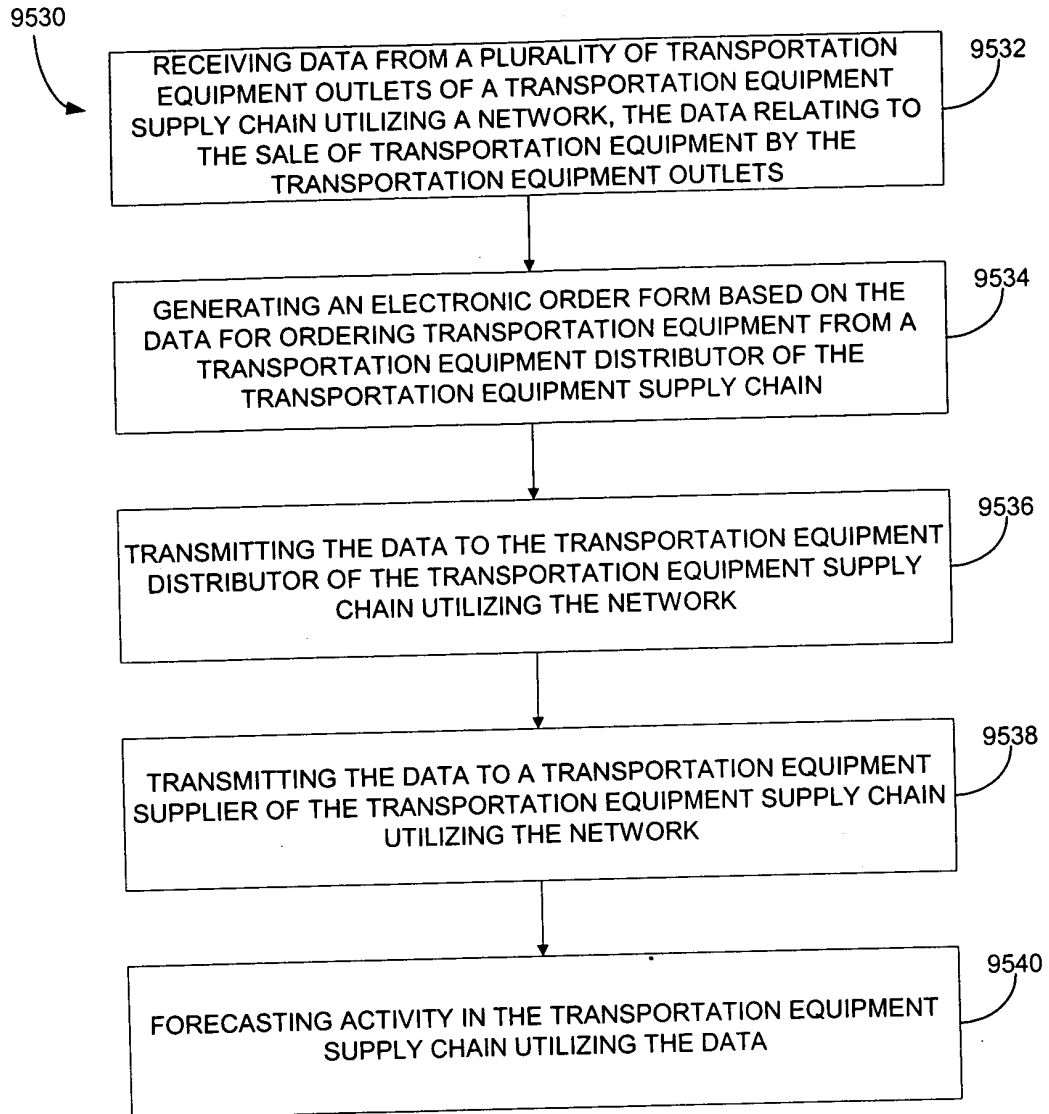 9530
RECEIVING DATA FROM A PLURALITY OF TRANSPORTATION
EQUIPMENT OUTLETS OF A TRANSPORTATION EQUIPMENT
SUPPLY CHAIN UTILIZING A NETWORK, THE DATA RELATING TO
THE SALE OF TRANSPORTATION EQUIPMENT BY THE
TRANSPORTATION EQUIPMENT OUTLETS
9532
GENERATING AN ELECTRONIC ORDER FORM BASED ON THE
DATA FOR ORDERING TRANSPORTATION EQUIPMENT FROM A
TRANSPORTATION EQUIPMENT DISTRIBUTOR OF THE
TRANSPORTATION EQUIPMENT SUPPLY CHAIN
9534
TRANSMITTING THE DATA TO THE TRANSPORTATION EQUIPMENT
DISTRIBUTOR OF THE TRANSPORTATION EQUIPMENT SUPPLY
CHAIN UTILIZING THE NETWORK
9536
TRANSMITTING THE DATA TO A TRANSPORTATION EQUIPMENT
SUPPLIER OF THE TRANSPORTATION EQUIPMENT SUPPLY CHAIN
UTILIZING THE NETWORK
9538
FORECASTING ACTIVITY IN THE TRANSPORTATION EQUIPMENT
SUPPLY CHAIN UTILIZING THE DATA
9540